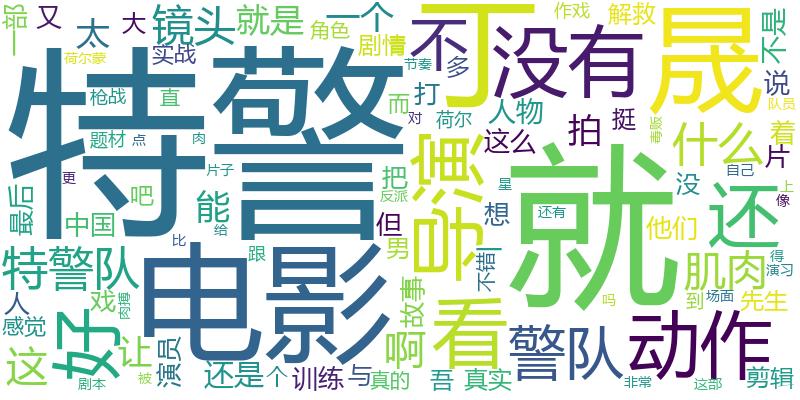 一部
又
太
大
镜头
就是
一个
角色
作戏
解救
荷尔蒙
实战
剧情
节奏
多
不
丁
没有
晟
不是
说
特警
枪战
直
而
打
荷尔
人物
这么
拍
挺
什么
着
毒贩
队员
片
题材
点
肉
对
导演
就
没
自己
上
像
更
片子
反派
星
最后
吧
中国
能
给
把
但
想
还有
他们
还
特警队
比
跟
男
不错
肌肉
得
演习
人
戏
电影
故事
看
吗
到
场面
先生
感觉
好
肉搏
啊
警队
动作
这
让
演员
还是
个
训练
与
真的
吾
真实
剪辑
剧本
被
非常
这部